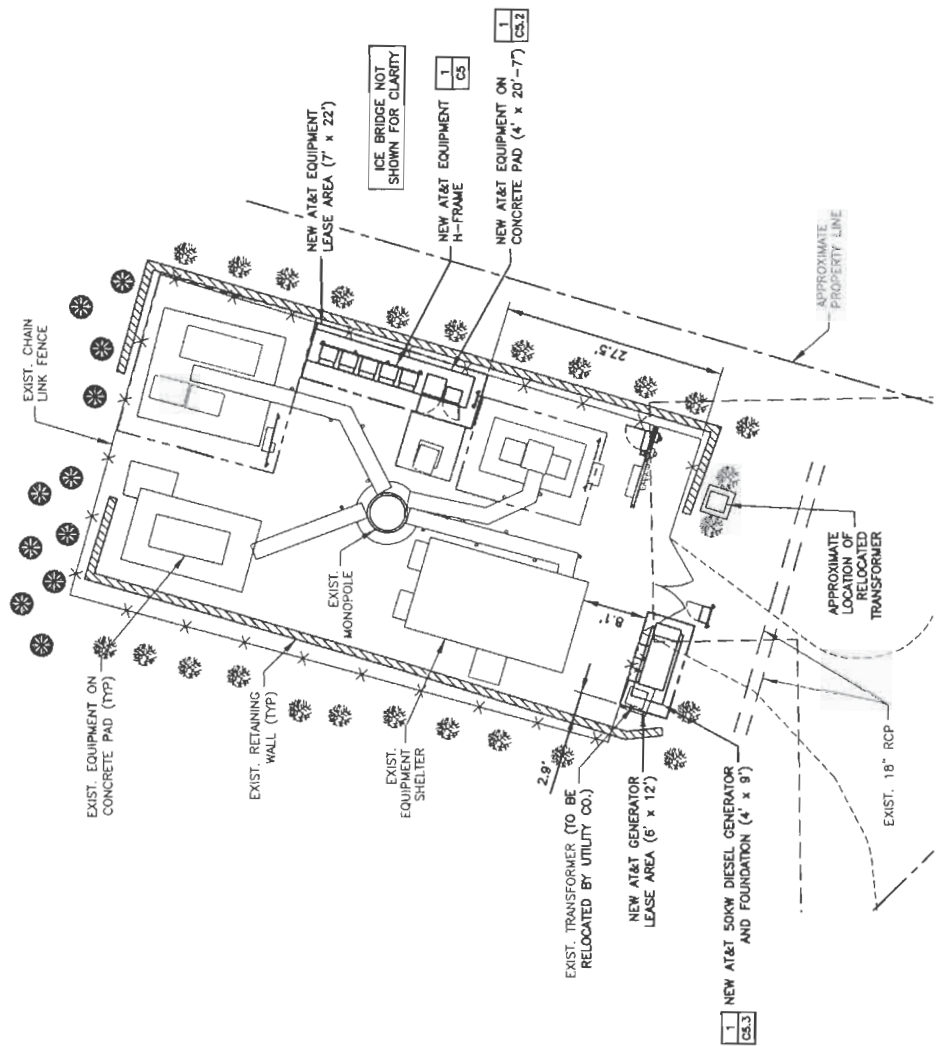 EXIST. CHAIN
LINK FENCE
NEW AT&T EQUIPMENT
LEASE AREA (7' x 22')
ICE BRIDGE NOT
SHOWN FOR CLARITY
NEW AT&T EQUIPMENT
H-FRAME
1
C5
NEW AT&T EQUIPMENT ON
CONCRETE PAD (4' x 20'-7")
1
C5.2
EXIST. EQUIPMENT ON
CONCRETE PAD (TYP)
EXIST. RETAINING
WALL (TYP)
EXIST.
MONOPOLE
EXIST.
EQUIPMENT
SHELTER
27.5'
8.1'
2.9'
APPROXIMATE
PROPERTY LINE
EXIST. TRANSFORMER (TO BE
RELOCATED BY UTILITY CO.)
NEW AT&T GENERATOR
LEASE AREA (6' x 12')
1
C5.3
NEW AT&T 50KW DIESEL GENERATOR
AND FOUNDATION (4' x 9')
APPROXIMATE
LOCATION OF
RELOCATED
TRANSFORMER
EXIST. 18" RCP